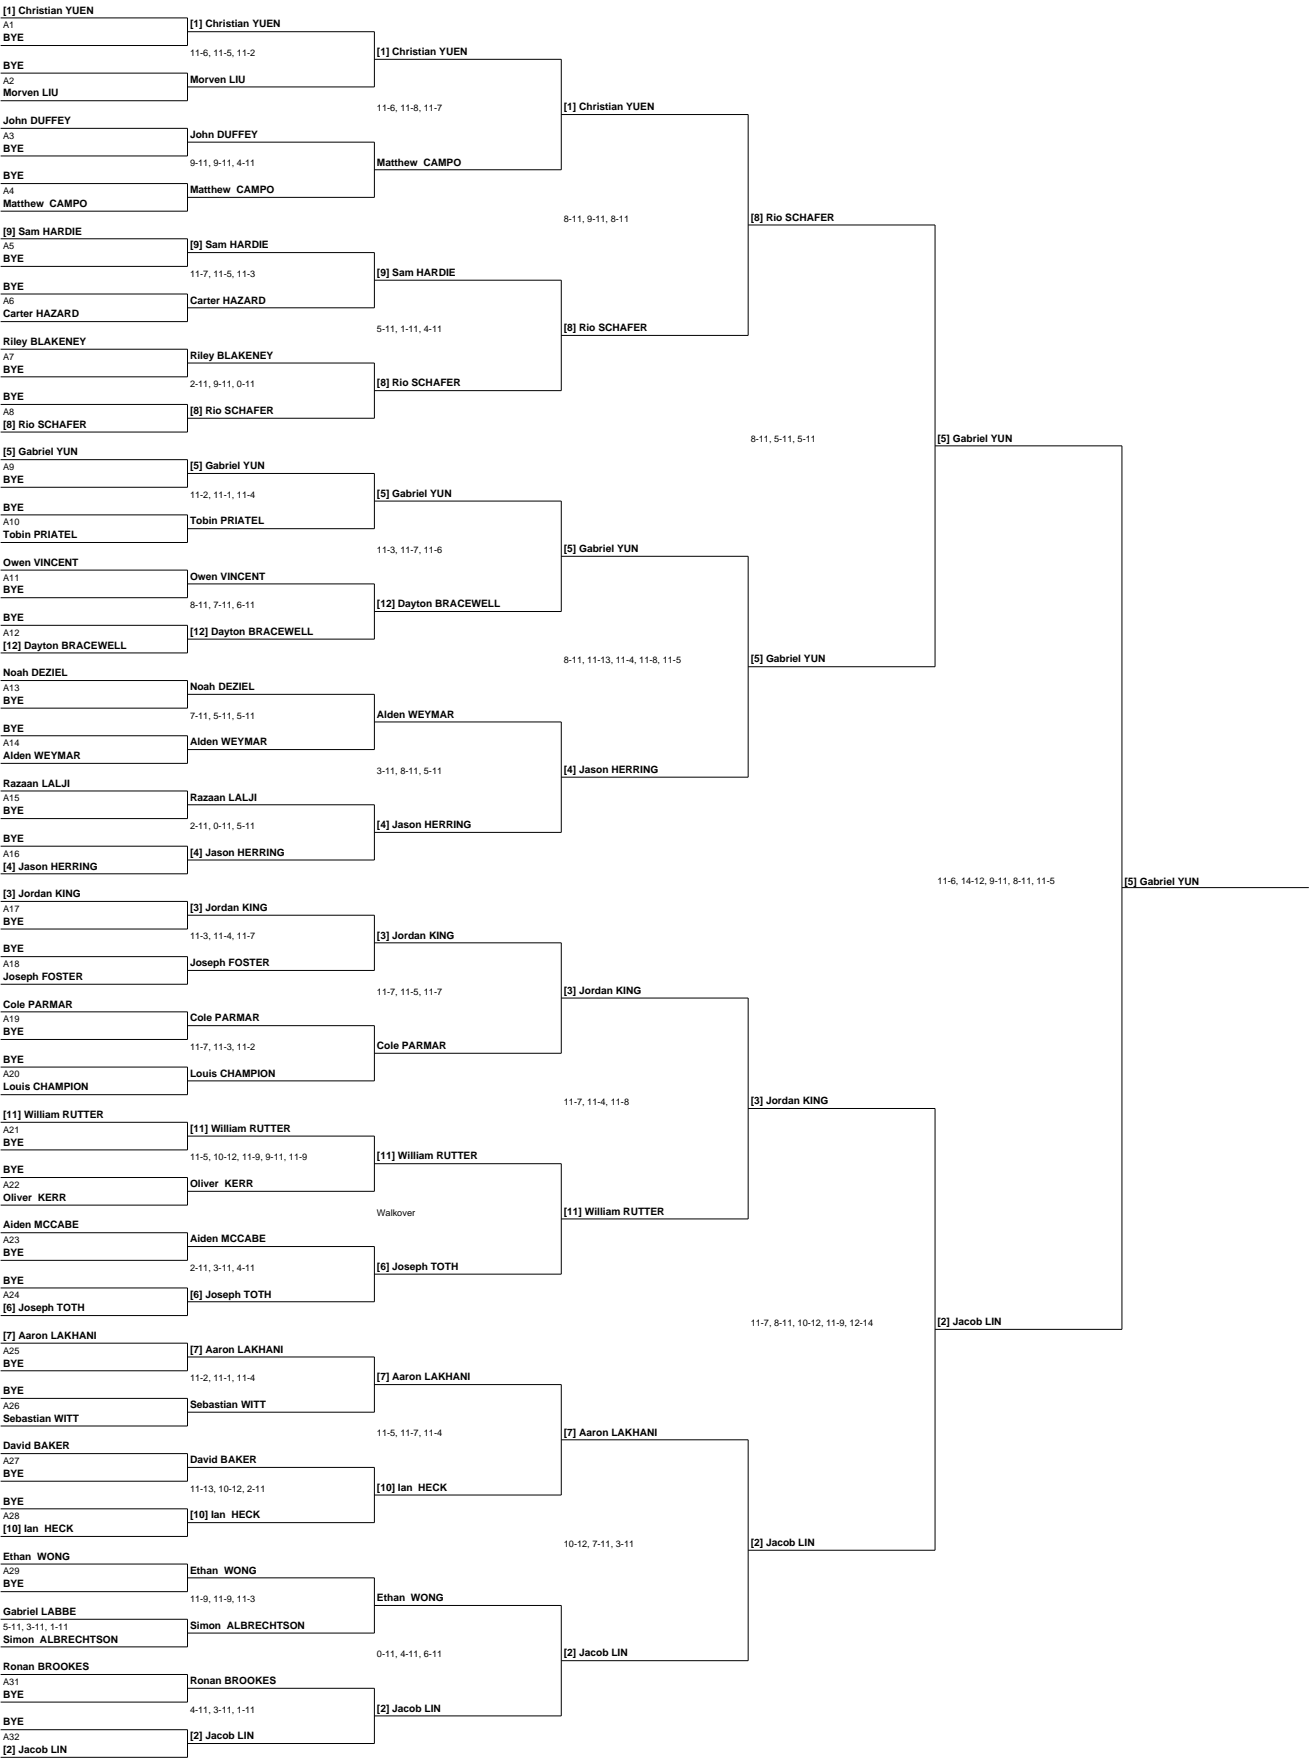 [1] Christian YUEN
A1
[1] Christian YUEN
BYE
11-6, 11-5, 11-2
[1] Christian YUEN
BYE
A2
Morven LIU
Morven LIU
11-6, 11-8, 11-7
[1] Christian YUEN
John DUFFEY
A3
John DUFFEY
BYE
9-11, 9-11, 4-11
Matthew  CAMPO
BYE
A4
Matthew  CAMPO
Matthew  CAMPO
8-11, 9-11, 8-11
[8] Rio SCHAFER
[9] Sam HARDIE
A5
[9] Sam HARDIE
BYE
11-7, 11-5, 11-3
[9] Sam HARDIE
BYE
A6
Carter HAZARD
Carter HAZARD
5-11, 1-11, 4-11
[8] Rio SCHAFER
Riley BLAKENEY
A7
Riley BLAKENEY
BYE
2-11, 9-11, 0-11
[8] Rio SCHAFER
BYE
A8
[8] Rio SCHAFER
[8] Rio SCHAFER
8-11, 5-11, 5-11
[5] Gabriel YUN
[5] Gabriel YUN
A9
[5] Gabriel YUN
BYE
11-2, 11-1, 11-4
[5] Gabriel YUN
BYE
A10
Tobin PRIATEL
Tobin PRIATEL
11-3, 11-7, 11-6
[5] Gabriel YUN
Owen VINCENT
A11
Owen VINCENT
BYE
8-11, 7-11, 6-11
[12] Dayton BRACEWELL
BYE
A12
[12] Dayton BRACEWELL
[12] Dayton BRACEWELL
8-11, 11-13, 11-4, 11-8, 11-5
[5] Gabriel YUN
Noah DEZIEL
A13
Noah DEZIEL
BYE
7-11, 5-11, 5-11
Alden WEYMAR
BYE
A14
Alden WEYMAR
Alden WEYMAR
3-11, 8-11, 5-11
[4] Jason HERRING
Razaan LALJI
A15
Razaan LALJI
BYE
2-11, 0-11, 5-11
[4] Jason HERRING
BYE
A16
[4] Jason HERRING
[4] Jason HERRING
11-6, 14-12, 9-11, 8-11, 11-5
[5] Gabriel YUN
[3] Jordan KING
A17
[3] Jordan KING
BYE
11-3, 11-4, 11-7
[3] Jordan KING
BYE
A18
Joseph FOSTER
Joseph FOSTER
11-7, 11-5, 11-7
[3] Jordan KING
Cole PARMAR
A19
Cole PARMAR
BYE
11-7, 11-3, 11-2
Cole PARMAR
BYE
A20
Louis CHAMPION
Louis CHAMPION
11-7, 11-4, 11-8
[3] Jordan KING
[11] William RUTTER
A21
[11] William RUTTER
BYE
11-5, 10-12, 11-9, 9-11, 11-9
[11] William RUTTER
BYE
A22
Oliver  KERR
Oliver  KERR
Walkover
[11] William RUTTER
Aiden MCCABE
A23
Aiden MCCABE
BYE
2-11, 3-11, 4-11
[6] Joseph TOTH
BYE
A24
[6] Joseph TOTH
[6] Joseph TOTH
11-7, 8-11, 10-12, 11-9, 12-14
[2] Jacob LIN
[7] Aaron LAKHANI
A25
[7] Aaron LAKHANI
BYE
11-2, 11-1, 11-4
[7] Aaron LAKHANI
BYE
A26
Sebastian WITT
Sebastian WITT
11-5, 11-7, 11-4
[7] Aaron LAKHANI
David BAKER
A27
David BAKER
BYE
11-13, 10-12, 2-11
[10] Ian  HECK
BYE
A28
[10] Ian  HECK
[10] Ian  HECK
10-12, 7-11, 3-11
[2] Jacob LIN
Ethan  WONG
A29
Ethan  WONG
BYE
11-9, 11-9, 11-3
Ethan  WONG
Gabriel LABBE
5-11, 3-11, 1-11
Simon  ALBRECHTSON
Simon  ALBRECHTSON
0-11, 4-11, 6-11
[2] Jacob LIN
Ronan BROOKES
A31
Ronan BROOKES
BYE
4-11, 3-11, 1-11
[2] Jacob LIN
BYE
A32
[2] Jacob LIN
[2] Jacob LIN